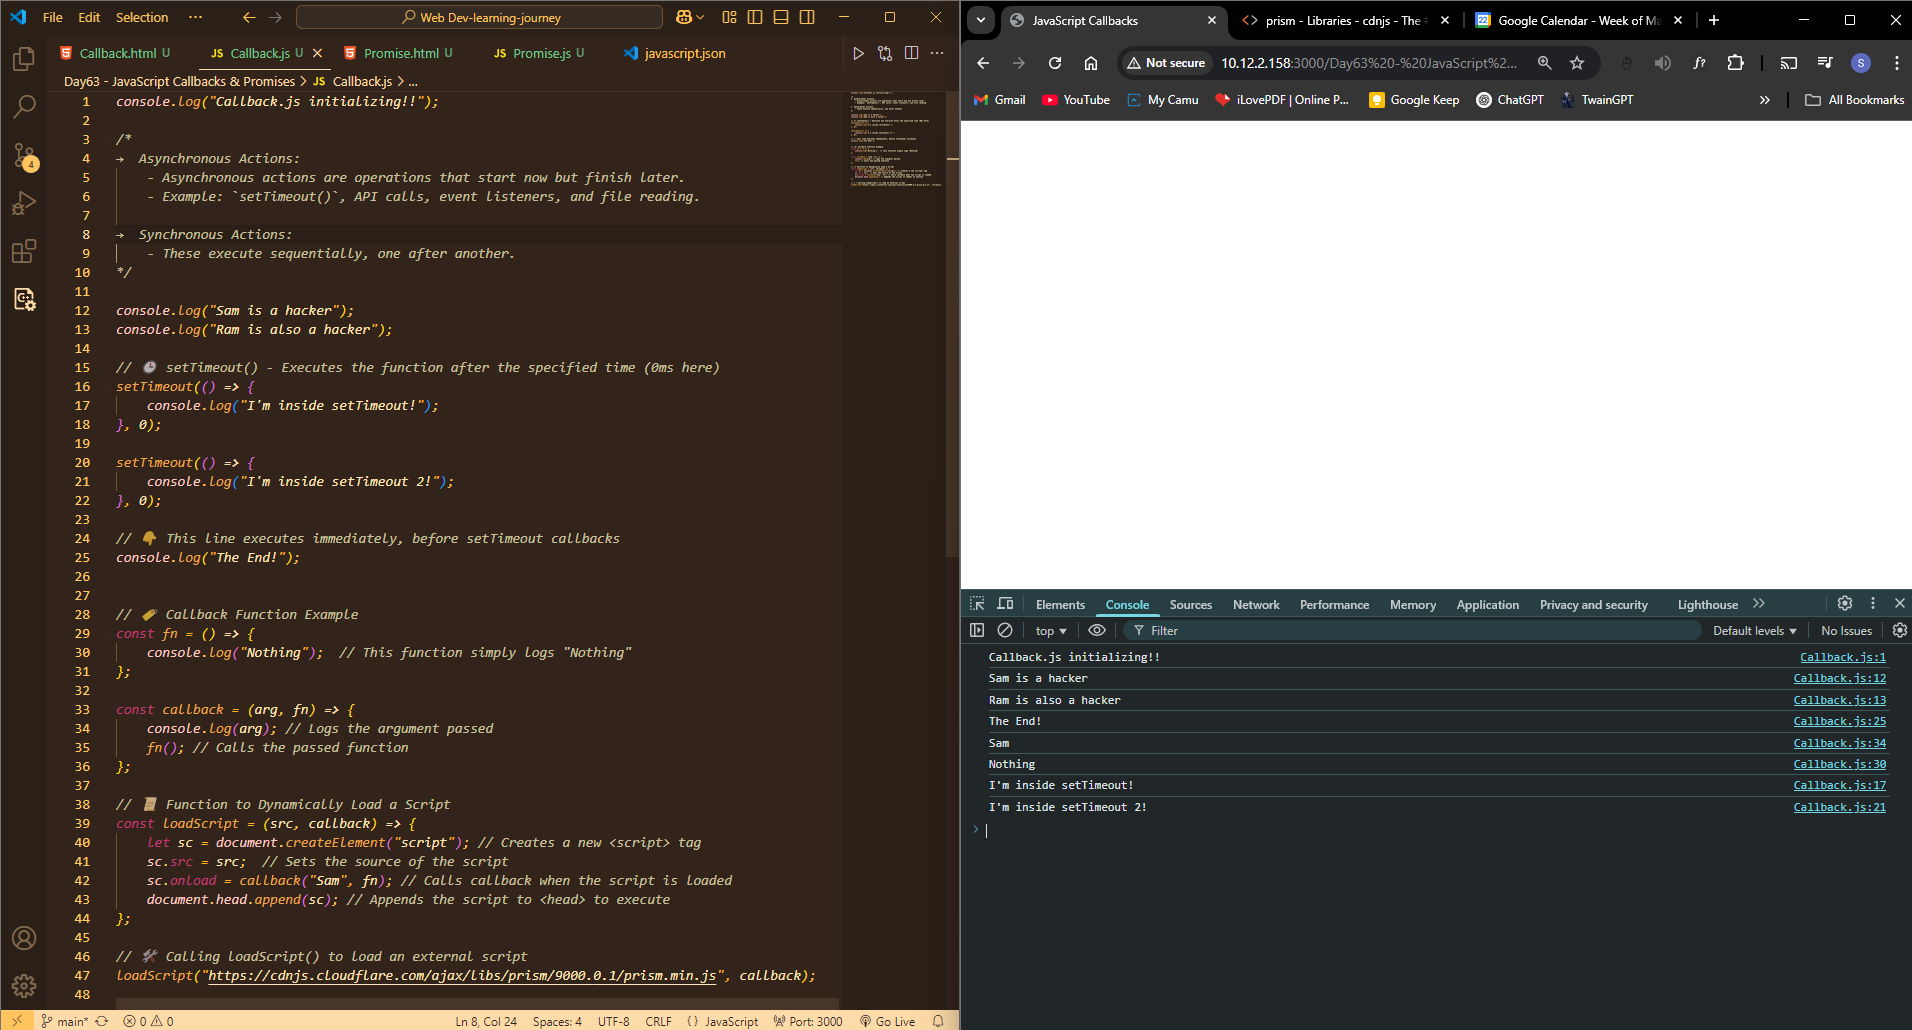 File Edit Selection ··· Web Dev-learning-journey
Callback.html U JS Callback.js U Promise.html U JS Promise.js U javascript.json
Day63 - JavaScript Callbacks & Promises > JS Callback.js > ...
1 console.log("Callback.js initializing!!");
2
3 /*
4 → Asynchronous Actions:
5 - Asynchronous actions are operations that start now but finish later.
6 - Example: `setTimeout()`, API calls, event listeners, and file reading.
7
8 → Synchronous Actions:
9 - These execute sequentially, one after another.
10 */
11
12 console.log("Sam is a hacker");
13 console.log("Ram is also a hacker");
14
15 // 🕒 setTimeout() - Executes the function after the specified time (0ms here)
16 setTimeout(() => {
17 console.log("I'm inside setTimeout!");
18 }, 0);
19
20 setTimeout(() => {
21 console.log("I'm inside setTimeout 2!");
22 }, 0);
23
24 // 👇 This line executes immediately, before setTimeout callbacks
25 console.log("The End!");
26
27
28 // Callback Function Example
29 const fn = () => {
30 console.log("Nothing"); // This function simply logs "Nothing"
31 };
32
33 const callback = (arg, fn) => {
34 console.log(arg); // Logs the argument passed
35 fn(); // Calls the passed function
36 };
37
38 // 📜 Function to Dynamically Load a Script
39 const loadScript = (src, callback) => {
40 let sc = document.createElement("script"); // Creates a new <script> tag
41 sc.src = src; // Sets the source of the script
42 sc.onload = callback("Sam", fn); // Calls callback when the script is loaded
43 document.head.append(sc); // Appends the script to <head> to execute
44 };
45
46 // 🛠 Calling loadScript() to load an external script
47 loadScript("https://cdnjs.cloudflare.com/ajax/libs/prism/9000.0.1/prism.min.js", callback);
48
4
main* 0 0 Ln 8, Col 24 Spaces: 4 UTF-8 CRLF {} JavaScript Port: 3000 Go Live
JavaScript Callbacks prism - Libraries - cdnjs - The 22 Google Calendar - Week of Ma
Not secure 10.12.2.158:3000/Day63%20-%20JavaScript%2... f? S
Gmail YouTube My Camu iLovePDF | Online P... Google Keep ChatGPT TwainGPT » All Bookmarks
Elements Console Sources Network Performance Memory Application Privacy and security Lighthouse »
top Filter Default levels No Issues
Callback.js initializing!! Callback.js:1
Sam is a hacker Callback.js:12
Ram is also a hacker Callback.js:13
The End! Callback.js:25
Sam Callback.js:34
Nothing Callback.js:30
I'm inside setTimeout! Callback.js:17
I'm inside setTimeout 2! Callback.js:21
>